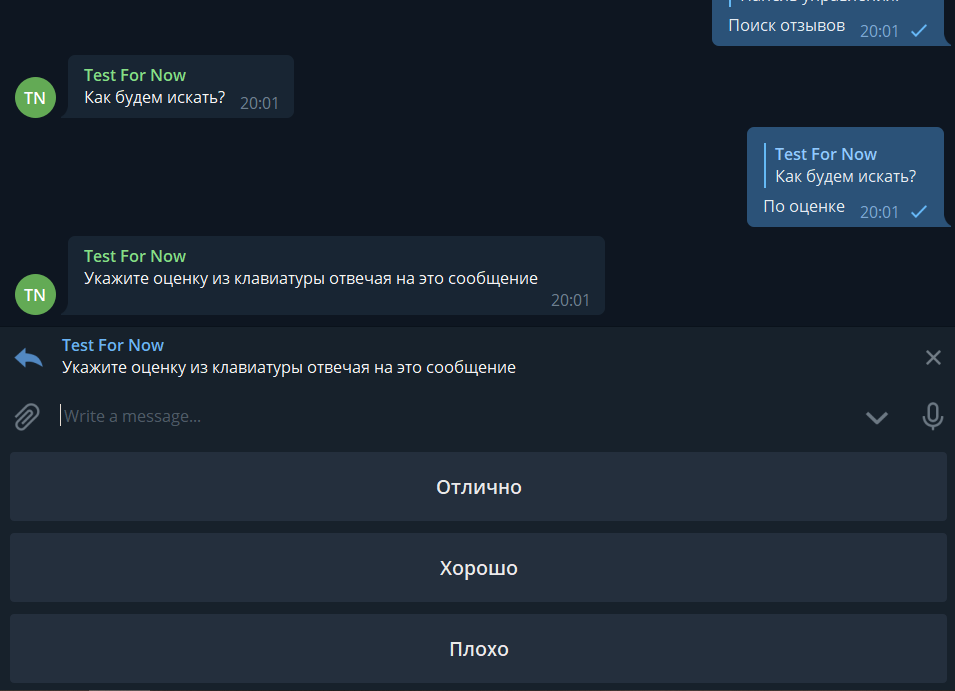 Панель управления.
Поиск отзывов 20:01
Test For Now
TN
Как будем искать? 20:01
Test For Now
Как будем искать?
По оценке 20:01
Test For Now
Укажите оценку из клавиатуры отвечая на это сообщение
TN
20:01
Test For Now
Укажите оценку из клавиатуры отвечая на это сообщение
Write a message...
Отлично
Хорошо
Плохо